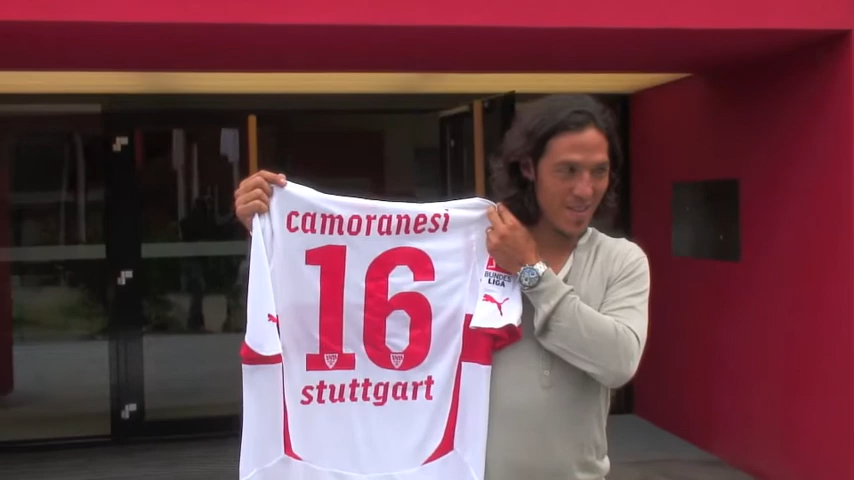 camoranesi
16
stuttgart
BUNDES
LIGA